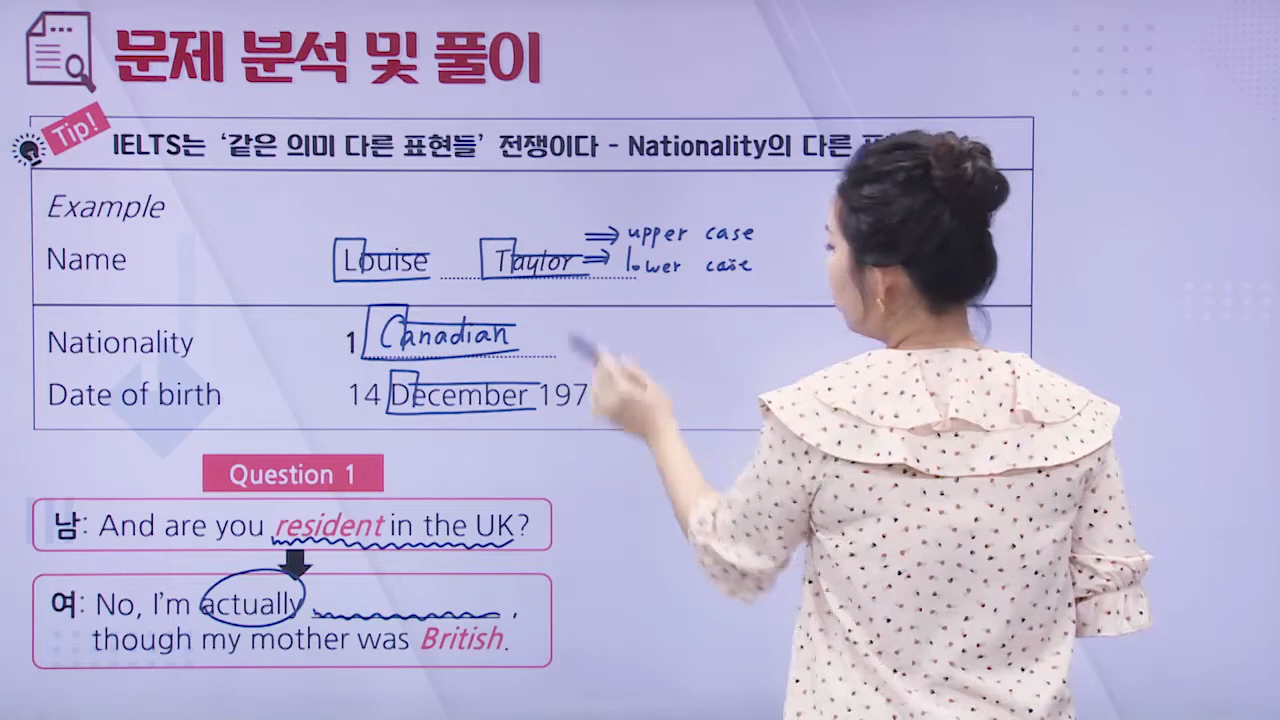 문제 분석 및 풀이
Tip!
IELTS는 ‘같은 의미 다른 표현들’ 전쟁이다 - Nationality의 다른
Example
Name Louise Taylor ⇒ upper case
⇒ lower case
Nationality 1 Canadian
Date of birth 14 December 197
Question 1
남: And are you resident in the UK?
여: No, I'm actually ,
though my mother was British.